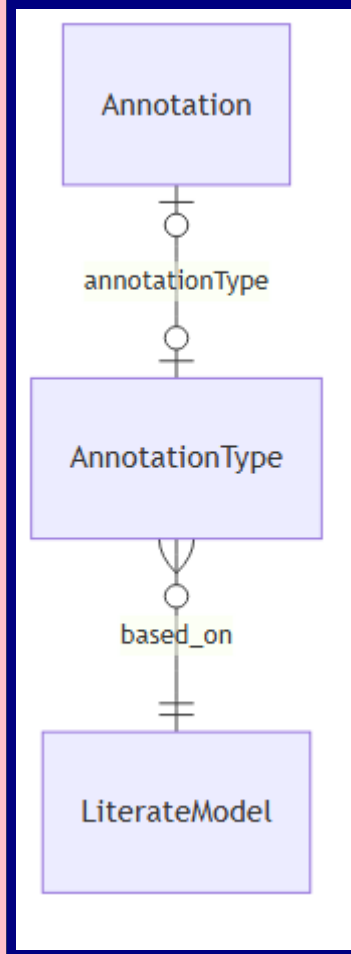 Annotation
annotationType
AnnotationType
based_on
LiterateModel